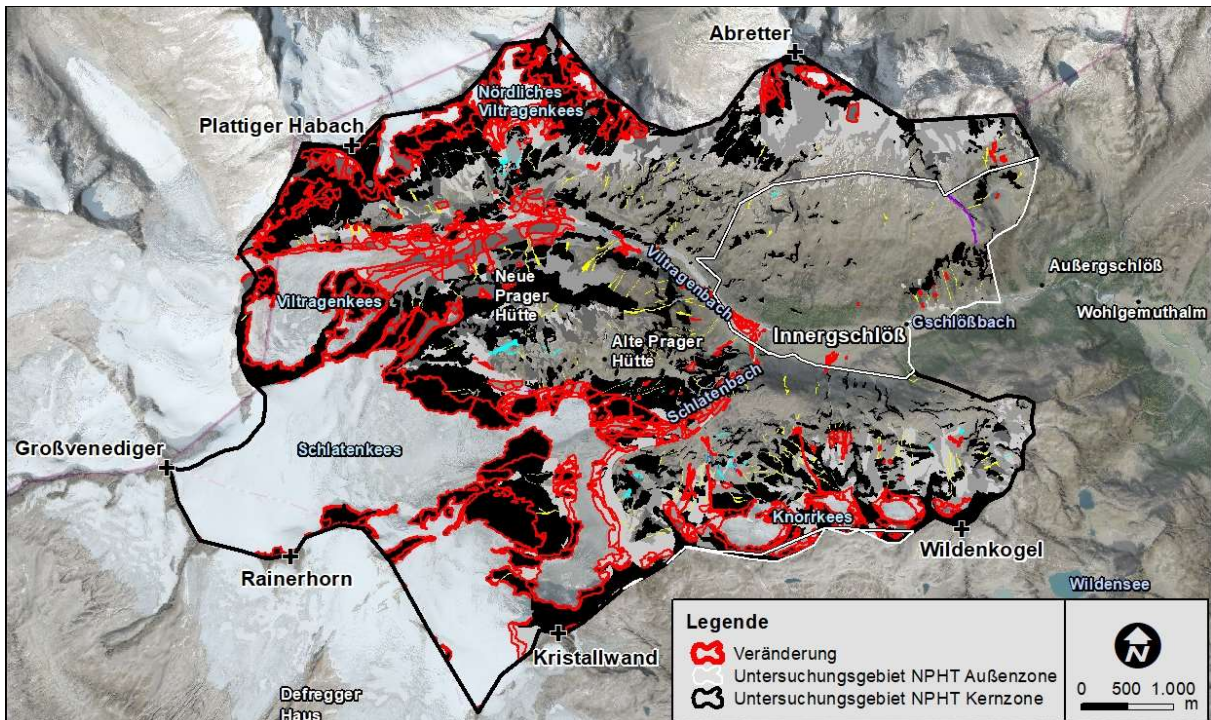 Abretter
Nördliches
Viltragenkees
Plattiger Habach
Viltragenkees
Neue
Prager
Hütte
Viltragenbach
Außergschlöß
Wohlgemuthalm
Gschlößbach
Innergschlöß
Alte Prager
Hütte
Schlatenbach
Großvenediger
Schlatenkees
Knorrkees
Rainerhorn
Wildenkogel
Wildensee
Kristallwand
Defregger
Haus
Legende
Veränderung
Untersuchungsgebiet NPHT Außenzone
Untersuchungsgebiet NPHT Kernzone
N
0 500 1.000
m